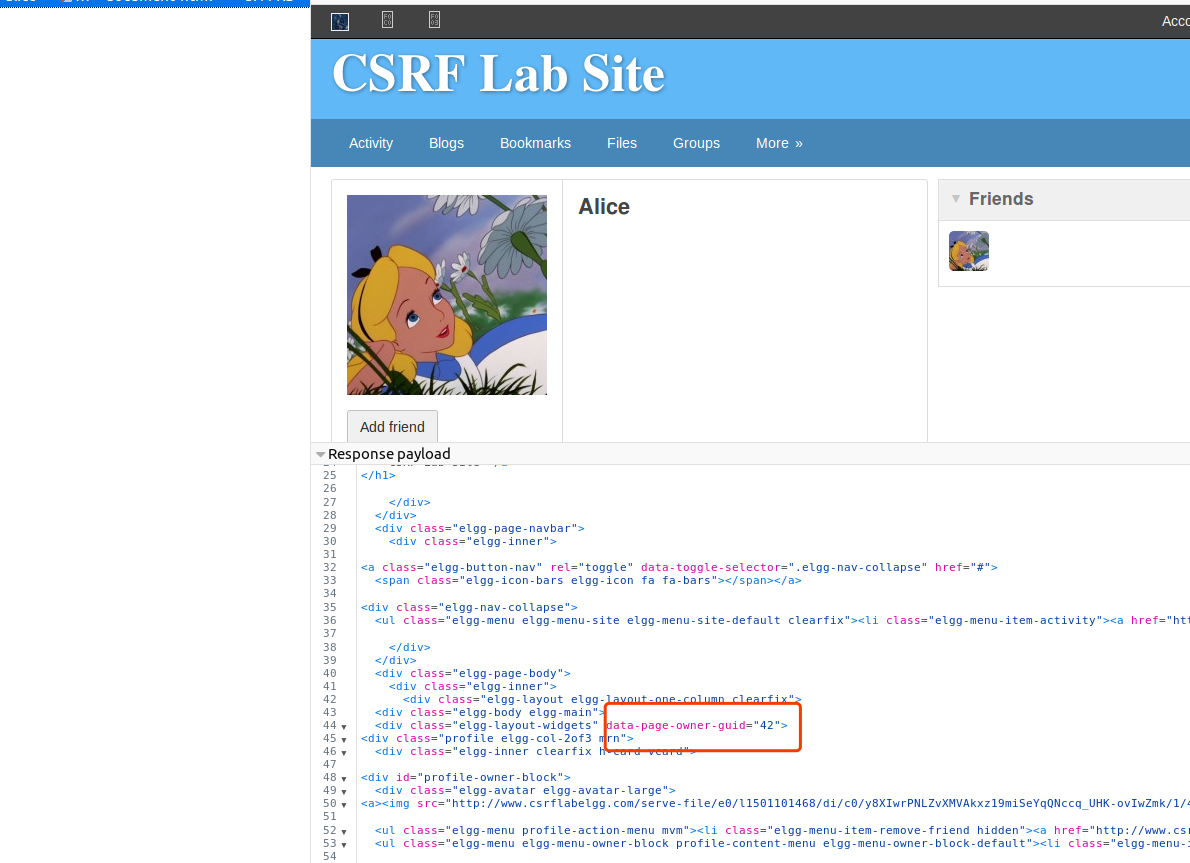 Acco
CSRF Lab Site
Activity Blogs Bookmarks Files Groups More »
Alice
Friends
Add friend
Response payload
25 </h1>
26
27 </div>
28 </div>
29 <div class="elgg-page-navbar">
30 <div class="elgg-inner">
31
32 <a class="elgg-button-nav" rel="toggle" data-toggle-selector=".elgg-nav-collapse" href="#">
33 <span class="elgg-icon-bars elgg-icon fa fa-bars"></span></a>
34
35 <div class="elgg-nav-collapse">
36 <ul class="elgg-menu elgg-menu-site elgg-menu-site-default clearfix"><li class="elgg-menu-item-activity"><a href="htt
37
38 </div>
39 </div>
40 <div class="elgg-page-body">
41 <div class="elgg-inner">
42 <div class="elgg-layout elgg-layout-one-column clearfix">
43 <div class="elgg-body elgg-main">
44 <div class="elgg-layout-widgets" data-page-owner-guid="42">
45 <div class="profile elgg-col-2of3 mrn">
46 <div class="elgg-inner clearfix h-card vcard">
47
48 <div id="profile-owner-block">
49 <div class="elgg-avatar elgg-avatar-large">
50 <a><img src="http://www.csrflabelgg.com/serve-file/e0/l1501101468/di/c0/y8XIwrPNLZvXMVAkxz19miSeYqQNccq_UHK-ovIwZmk/1/4
51
52 <ul class="elgg-menu profile-action-menu mvm"><li class="elgg-menu-item-remove-friend hidden"><a href="http://www.csr
53 <ul class="elgg-menu elgg-menu-owner-block profile-content-menu elgg-menu-owner-block-default"><li class="elgg-menu-i
54